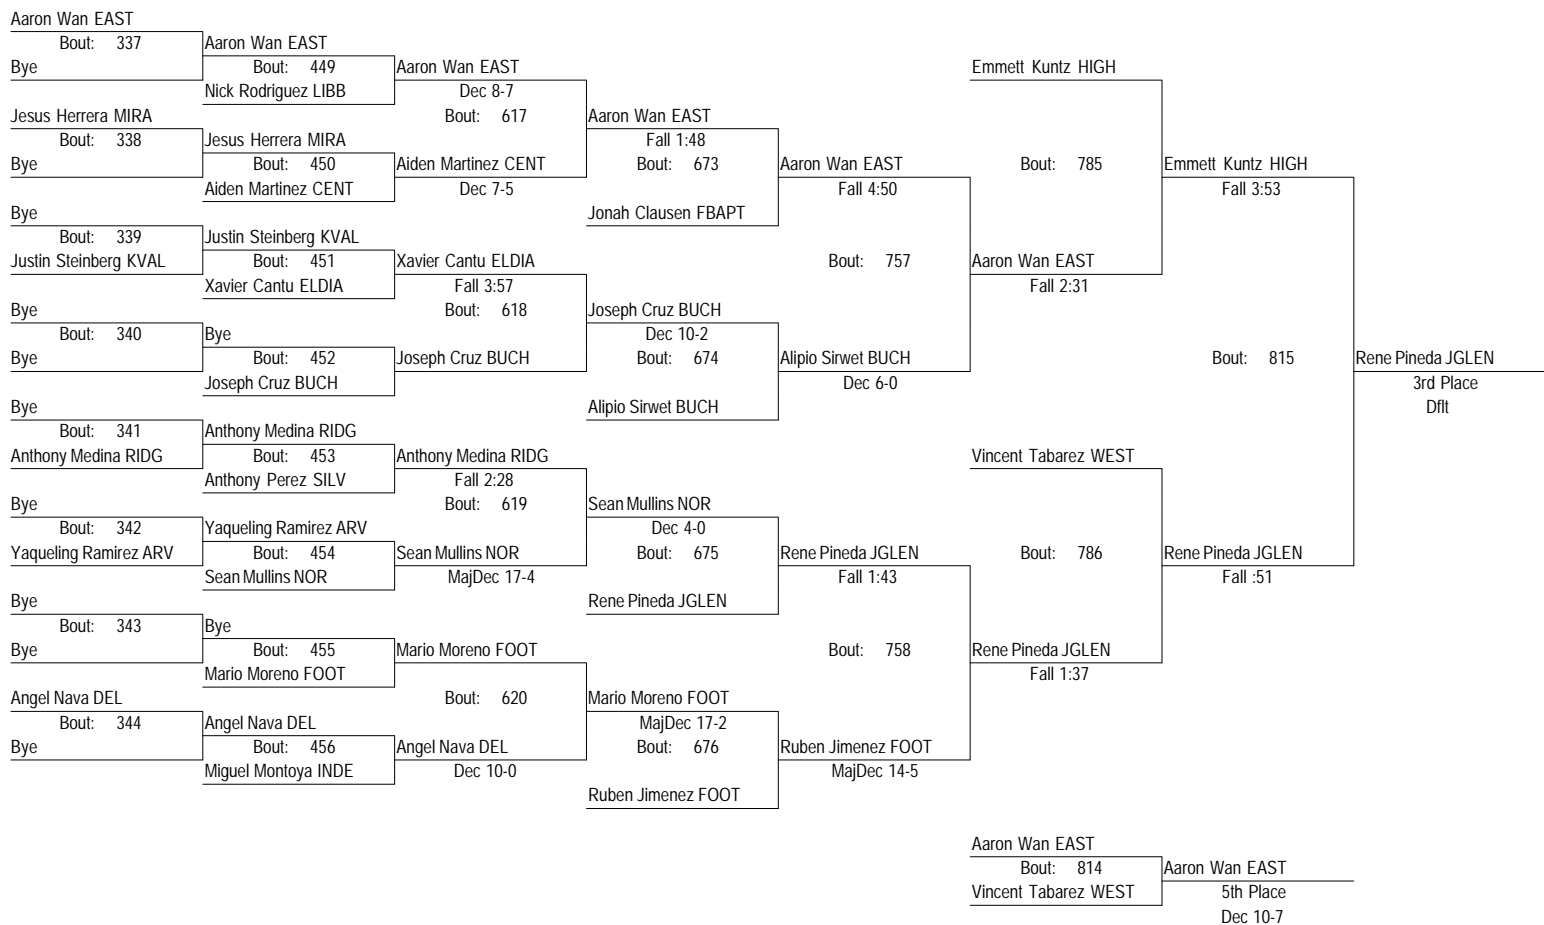 Aaron Wan EAST
Bout: 337
Bye
Jesus Herrera MIRA
Bout: 338
Bye
Bye
Bout: 339
Justin Steinberg KVAL
Bye
Bout: 340
Bye
Bye
Bout: 341
Anthony Medina RIDG
Bye
Bout: 342
Yaqueling Ramirez ARV
Bye
Bout: 343
Bye
Angel Nava DEL
Bout: 344
Bye
Aaron Wan EAST
Bout: 449
Nick Rodriguez LIBB
Jesus Herrera MIRA
Bout: 450
Aiden Martinez CENT
Justin Steinberg KVAL
Bout: 451
Xavier Cantu ELDIA
Bye
Bout: 452
Joseph Cruz BUCH
Anthony Medina RIDG
Bout: 453
Anthony Perez SILV
Yaqueling Ramirez ARV
Bout: 454
Sean Mullins NOR
Bye
Bout: 455
Mario Moreno FOOT
Angel Nava DEL
Bout: 456
Miguel Montoya INDE
Aaron Wan EAST
Dec 8-7
Bout: 617
Aiden Martinez CENT
Dec 7-5
Xavier Cantu ELDIA
Fall 3:57
Bout: 618
Joseph Cruz BUCH
Anthony Medina RIDG
Fall 2:28
Bout: 619
Sean Mullins NOR
MajDec 17-4
Mario Moreno FOOT
Bout: 620
Angel Nava DEL
Dec 10-0
Aaron Wan EAST
Fall 1:48
Bout: 673
Jonah Clausen FBAPT
Joseph Cruz BUCH
Dec 10-2
Bout: 674
Alipio Sirwet BUCH
Sean Mullins NOR
Dec 4-0
Bout: 675
Rene Pineda JGLEN
Mario Moreno FOOT
MajDec 17-2
Bout: 676
Ruben Jimenez FOOT
Aaron Wan EAST
Fall 4:50
Bout: 757
Alipio Sirwet BUCH
Dec 6-0
Rene Pineda JGLEN
Fall 1:43
Bout: 758
Ruben Jimenez FOOT
MajDec 14-5
Emmett Kuntz HIGH
Bout: 785
Aaron Wan EAST
Fall 2:31
Vincent Tabarez WEST
Bout: 786
Rene Pineda JGLEN
Fall 1:37
Emmett Kuntz HIGH
Fall 3:53
Bout: 815
Rene Pineda JGLEN
Fall :51
Rene Pineda JGLEN
3rd Place
Dflt
Aaron Wan EAST
Bout: 814
Vincent Tabarez WEST
Aaron Wan EAST
5th Place
Dec 10-7